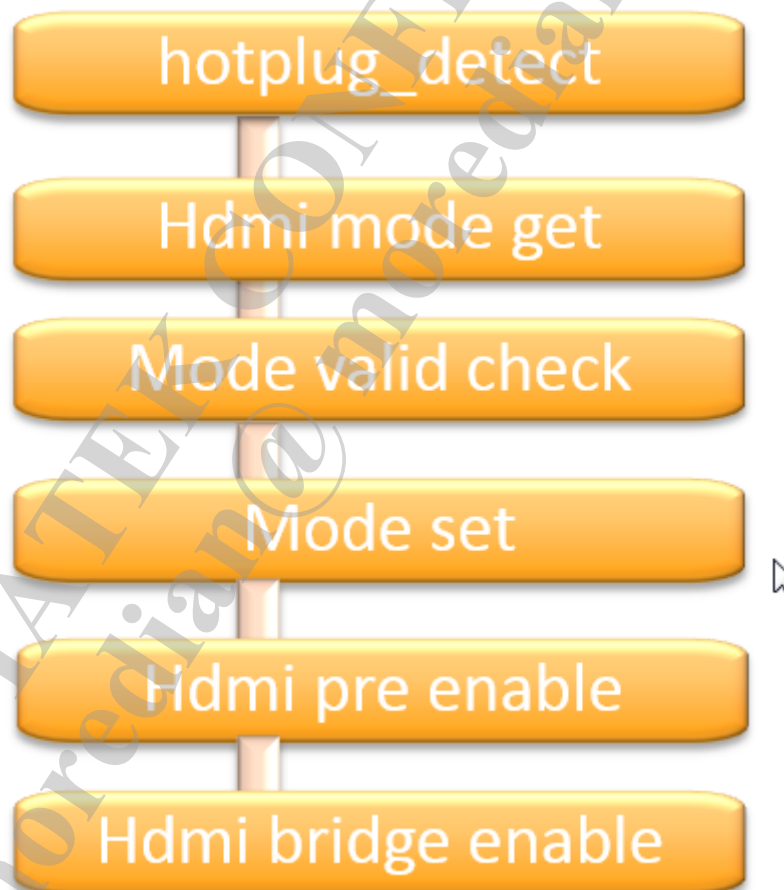 hotplug_detect
Hdmi mode get
Mode valid check
Mode set
Hdmi pre enable
Hdmi bridge enable